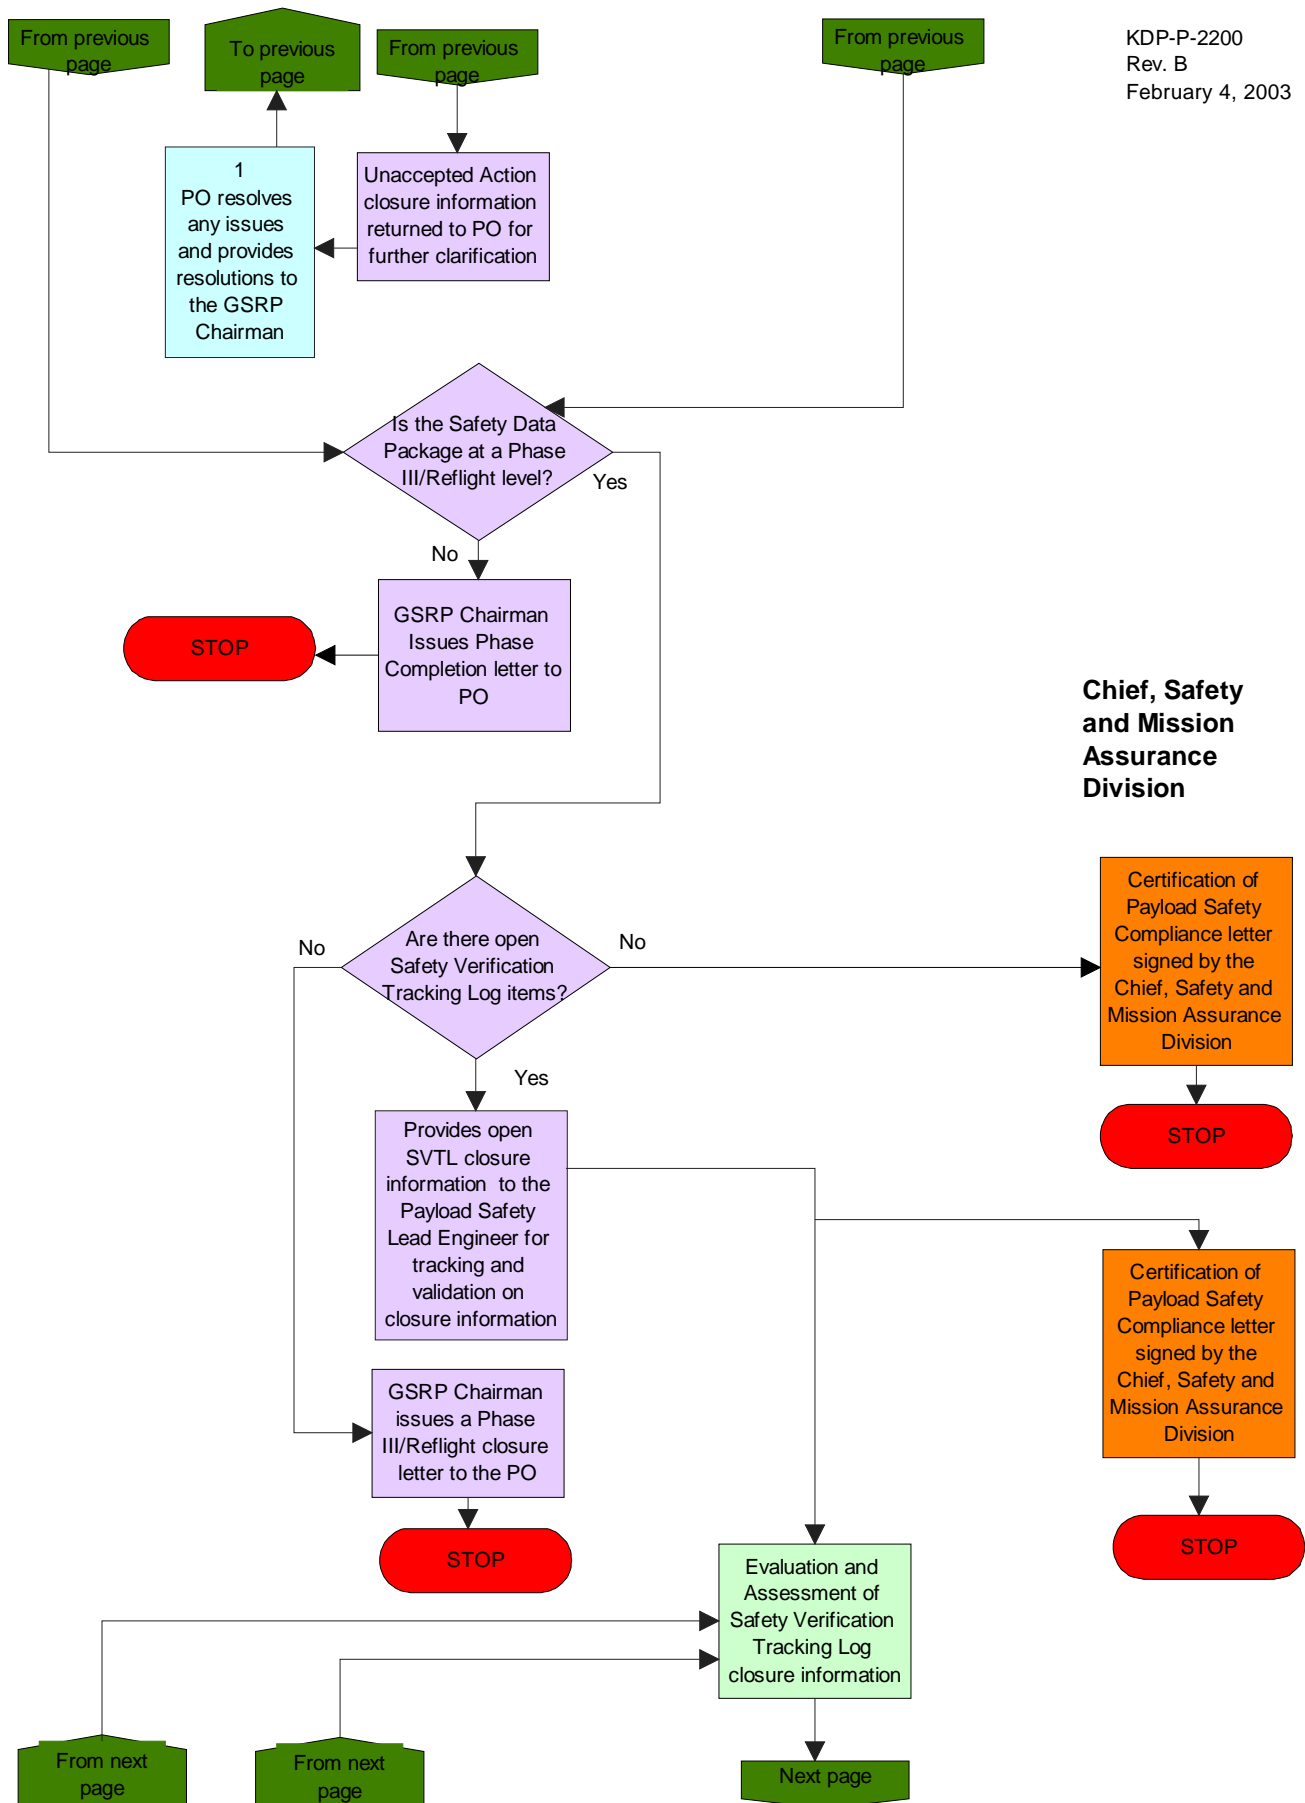 From previous
page
To previous
page
From previous
page
From previous
page
KDP-P-2200
Rev. B
February 4, 2003
1
PO resolves
any issues
and provides
resolutions to
the GSRP
Chairman
Unaccepted Action
closure information
returned to PO for
further clarification
Is the Safety Data
Package at a Phase
III/Reflight level?
Yes
No
GSRP Chairman
Issues Phase
Completion letter to
PO
STOP
Chief, Safety
and Mission
Assurance
Division
Are there open
Safety Verification
Tracking Log items?
No
No
Yes
Certification of
Payload Safety
Compliance letter
signed by the
Chief, Safety and
Mission Assurance
Division
STOP
Provides open
SVTL closure
information  to the
Payload Safety
Lead Engineer for
tracking and
validation on
closure information
Certification of
Payload Safety
Compliance letter
signed by the
Chief, Safety and
Mission Assurance
Division
STOP
GSRP Chairman
issues a Phase
III/Reflight closure
letter to the PO
STOP
Evaluation and
Assessment of
Safety Verification
Tracking Log
closure information
From next
page
From next
page
Next page